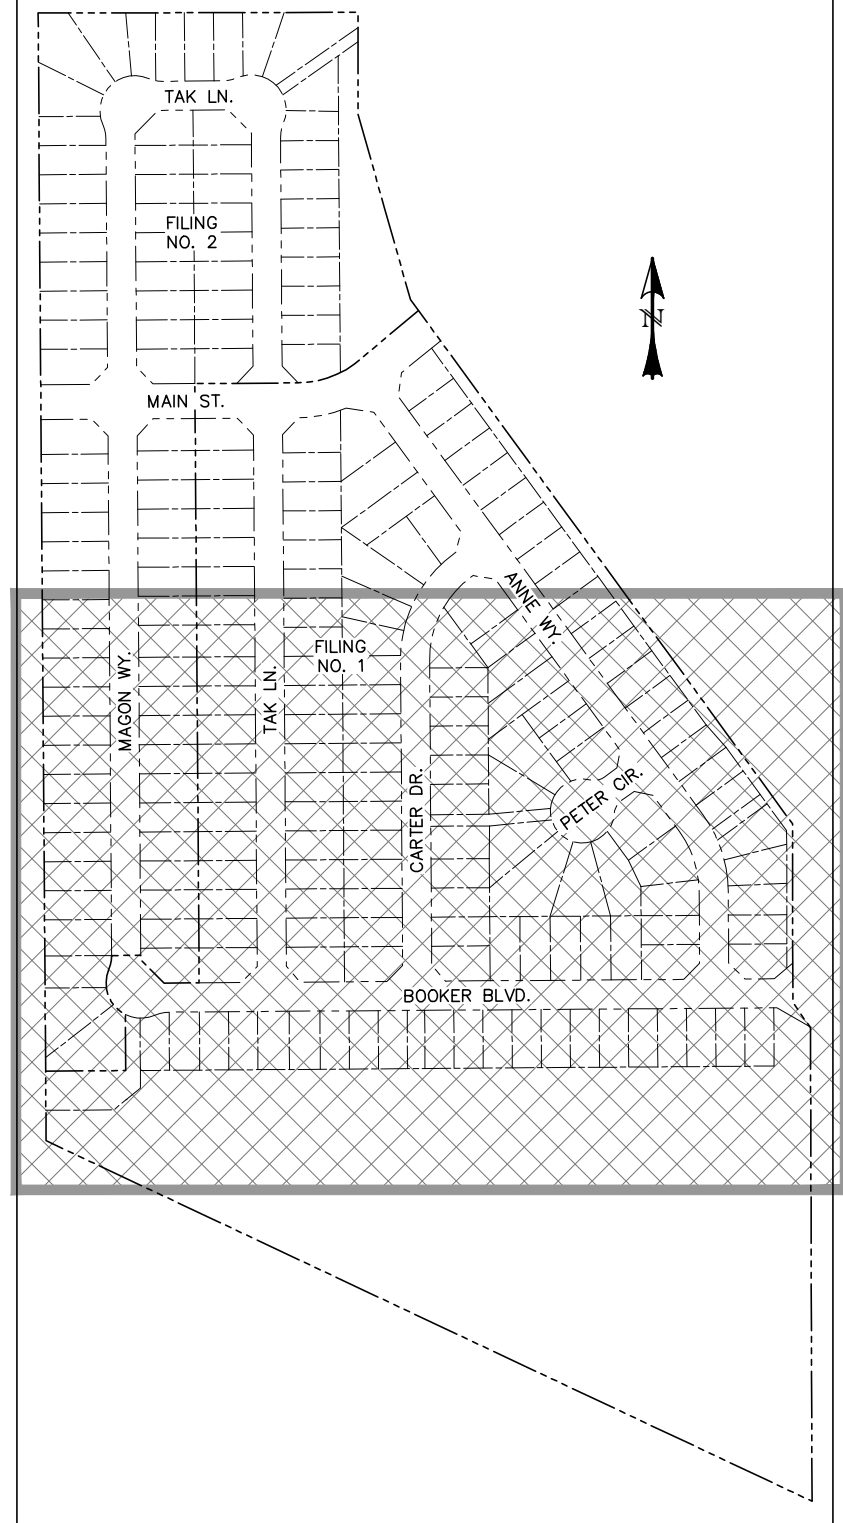 TAK LN.
FILING
NO. 2
N
MAIN ST.
ANNE WY.
FILING
NO. 1
MAGON WY.
TAK LN.
CARTER DR.
PETER CIR.
BOOKER BLVD.